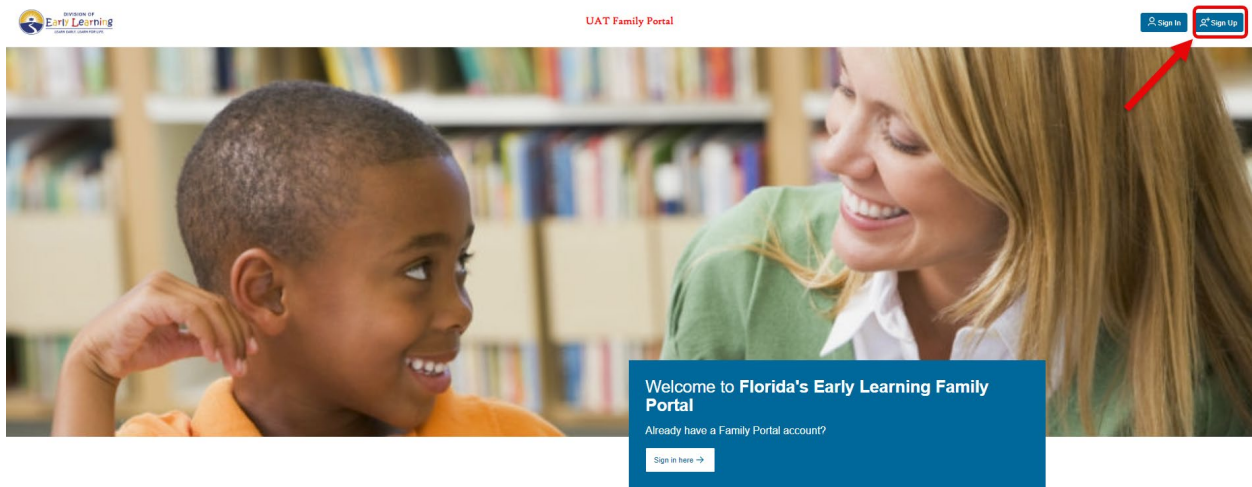 DIVISION OF
Early Learning
LEARN EARLY. LEARN FOR LIFE.
UAT Family Portal
Sign In
Sign Up
Welcome to Florida's Early Learning Family
Portal
Already have a Family Portal account?
Sign in here →